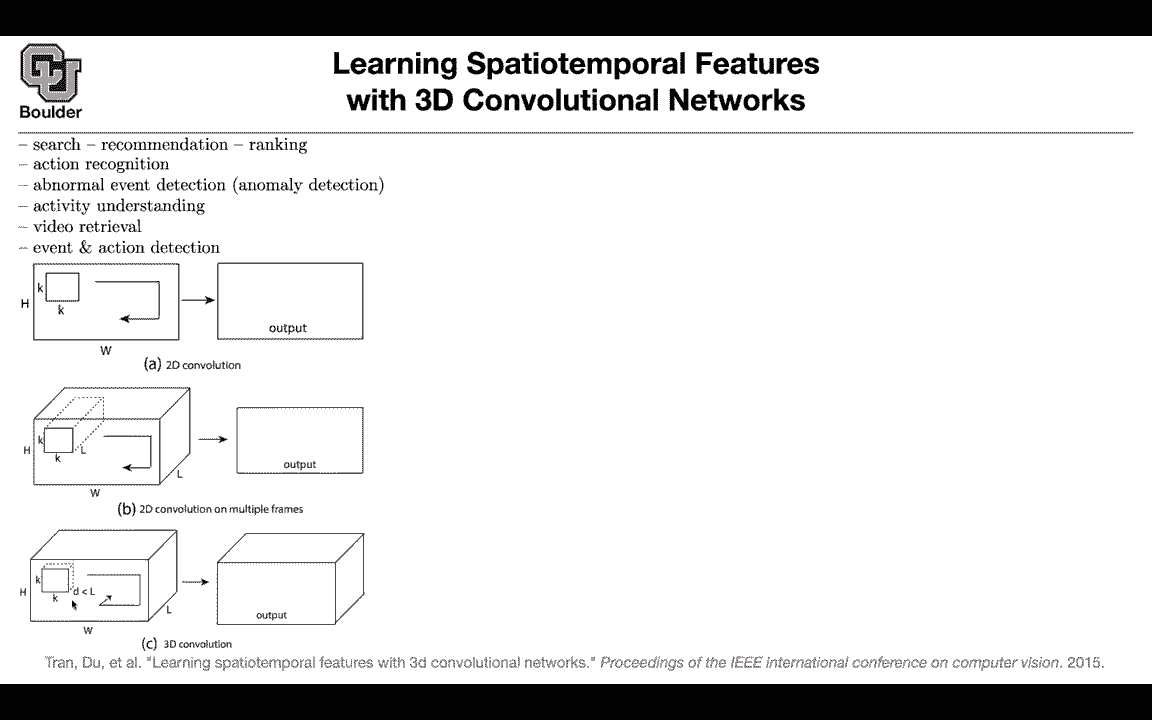 CU
Boulder
Learning Spatiotemporal Features
with 3D Convolutional Networks
– search – recommendation – ranking
– action recognition
– abnormal event detection (anomaly detection)
– activity understanding
– video retrieval
– event & action detection
k
H
k
output
W
(a) 2D convolution
k
H
k
L
L
output
W
(b) 2D convolution on multiple frames
k
H
k
d < L
L
output
W
(c) 3D convolution
Tran, Du, et al. "Learning spatiotemporal features with 3d convolutional networks." Proceedings of the IEEE international conference on computer vision. 2015.